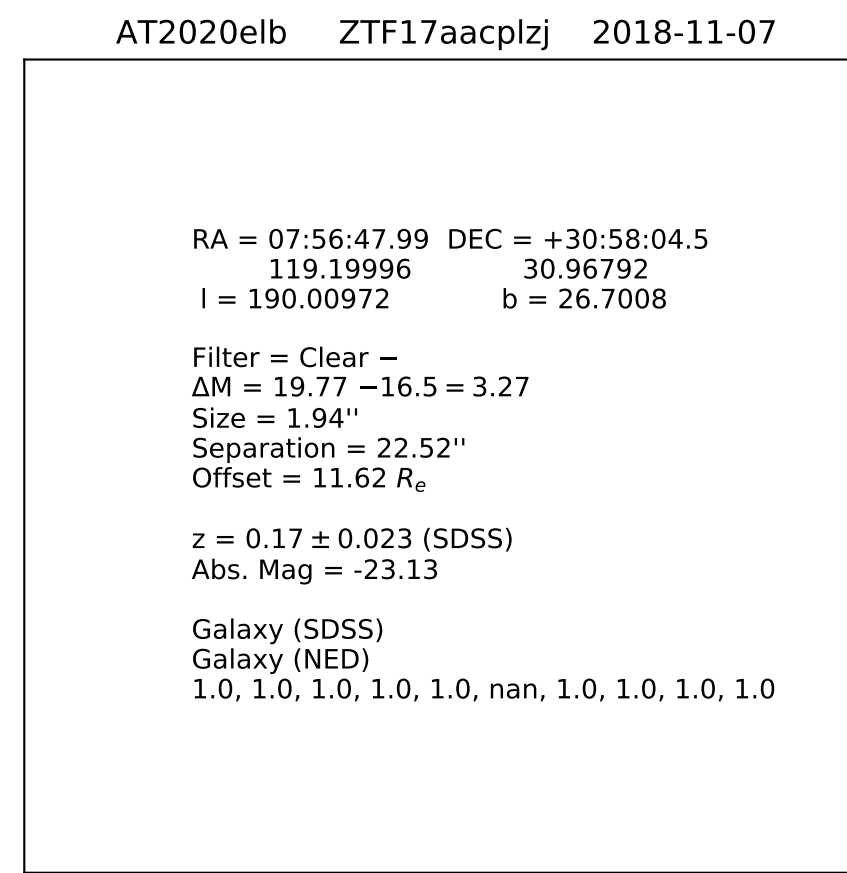 AT2020elb ZTF17aacplzj 2018-11-07
RA = 07:56:47.99 DEC = +30:58:04.5
119.19996 30.96792
l = 190.00972 b = 26.7008
Filter = Clear −
ΔM = 19.77 −16.5 = 3.27
Size = 1.94''
Separation = 22.52''
Offset = 11.62 Rₑ
z = 0.17 ± 0.023 (SDSS)
Abs. Mag = -23.13
Galaxy (SDSS)
Galaxy (NED)
1.0, 1.0, 1.0, 1.0, 1.0, nan, 1.0, 1.0, 1.0, 1.0